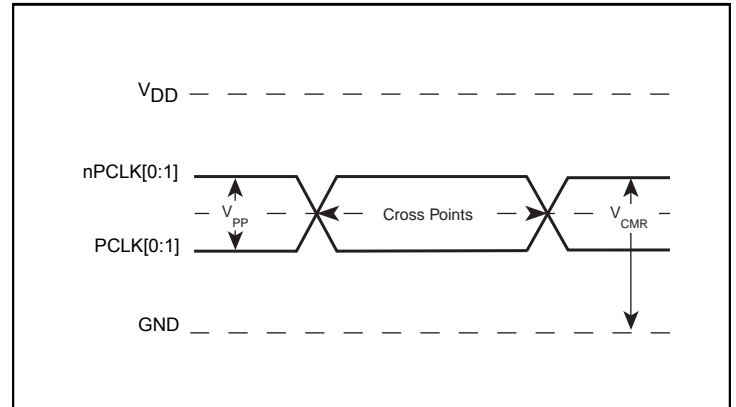 VDD
nPCLK[0:1]
VPP
Cross Points
VCMR
PCLK[0:1]
GND